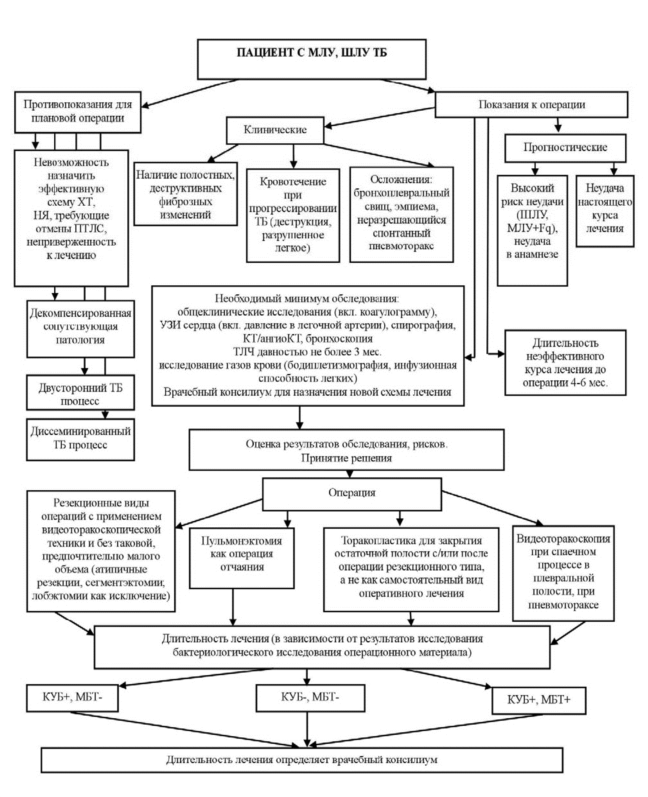 ПАЦИЕНТ С МЛУ, ШЛУ ТБ
Противопоказания для
плановой операции
Показания к операции
Клинические
Прогностические
Невозможность
назначить
эффективную
схему ХТ,
НЯ, требующие
отмены ПТЛС,
неприверженность
к лечению
Наличие полостных,
деструктивных
фиброзных
изменений
Кровотечение
при
прогрессировании
ТБ (деструкция,
разрушенное
легкое)
Осложнения:
бронхоплевральный
свищ, эмпиема,
неразрешающийся
спонтанный
пневмоторакс
Высокий
риск неудачи
(ШЛУ,
МЛУ+Fq),
неудача
в анамнезе
Неудача
настоящего
курса
лечения
Декомпенсированная
сопутствующая
патология
Двусторонний ТБ
процесс
Диссеминированный
ТБ процесс
Необходимый минимум обследования:
общеклинические исследования (вкл. коагулограмму),
УЗИ сердца (вкл. давление в легочной артерии), спирография,
КТ/ангиоКТ, бронхоскопия
ТЛЧ давностью не более 3 мес.
исследование газов крови (бодиплетизмография, инфузионная
способность легких)
Врачебный консилиум для назначения новой схемы лечения
Длительность
неэффективного
курса лечения до
операции 4-6 мес.
Оценка результатов обследования, рисков.
Принятие решения
Операция
Резекционные виды
операций с применением
видеоторакоскопической
техники и без таковой,
предпочтительно малого
объема (атипичные
резекции, сегментэктомии;
лобэктомии как исключение)
Пульмонэктомия
как операция
отчаяния
Торакопластика для закрытия
остаточной полости с/или после
операции резекционного типа,
а не как самостоятельный вид
оперативного лечения
Видеоторакоскопия
при спаечном
процессе в
плевральной
полости, при
пневмотораксе
Длительность лечения (в зависимости от результатов исследования
бактериологического исследования операционного материала)
КУБ+, МБТ-
КУБ-, МБТ-
КУБ+, МБТ+
Длительность лечения определяет врачебный консилиум